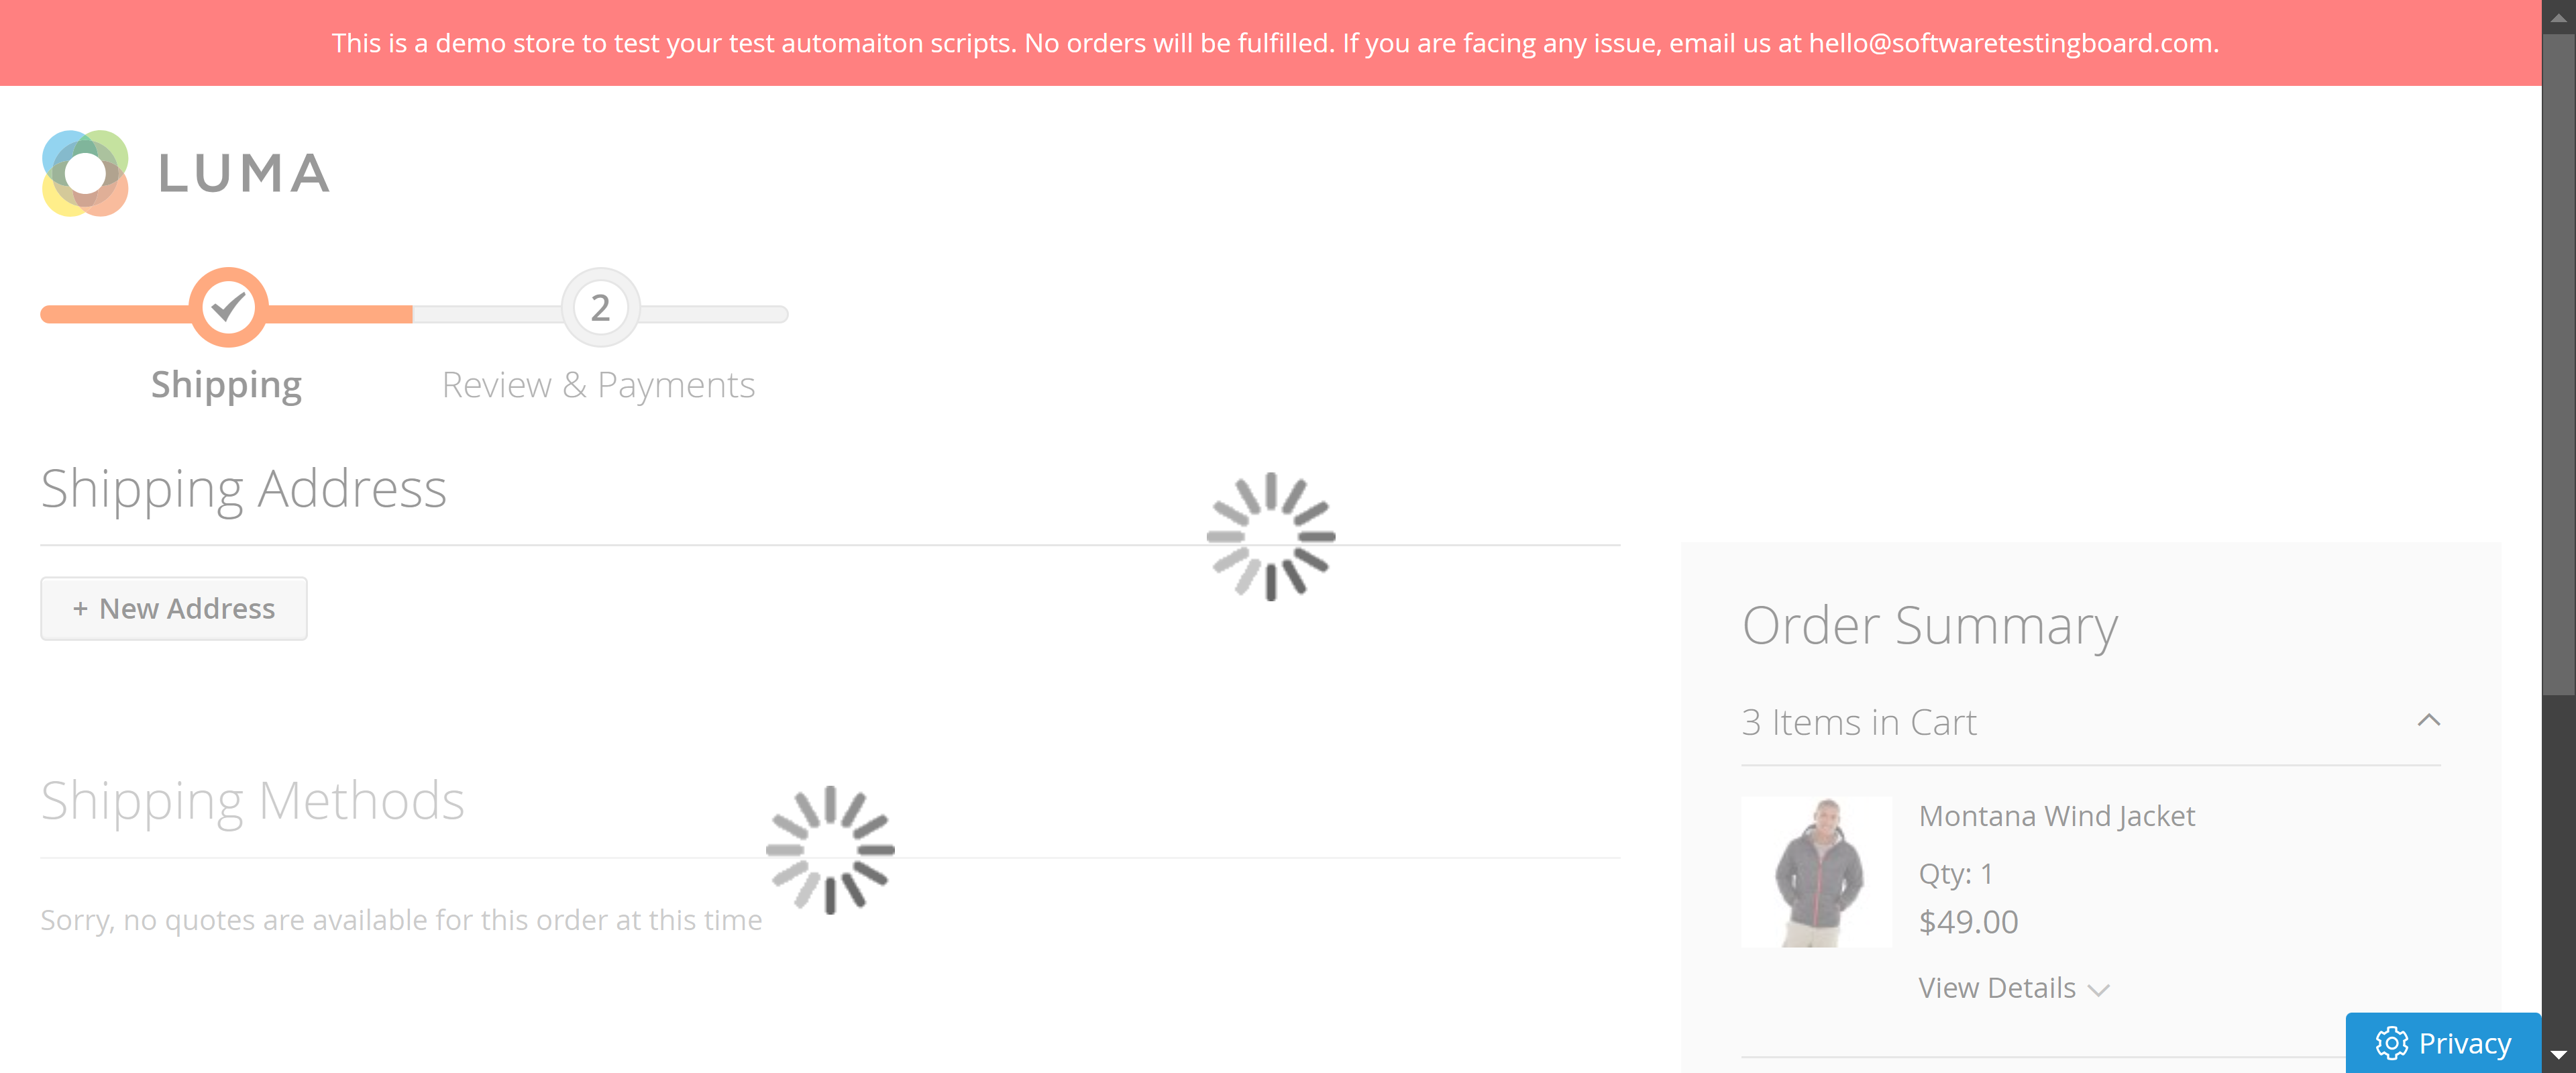 This is a demo store to test your test automaiton scripts. No orders will be fulfilled. If you are facing any issue, email us at hello@softwaretestingboard.com.
LUMA
2
Shipping
Review & Payments
Shipping Address
+ New Address
Order Summary
3 Items in Cart
Shipping Methods
Montana Wind Jacket
Qty: 1
$49.00
Sorry, no quotes are available for this order at this time
View Details
Privacy